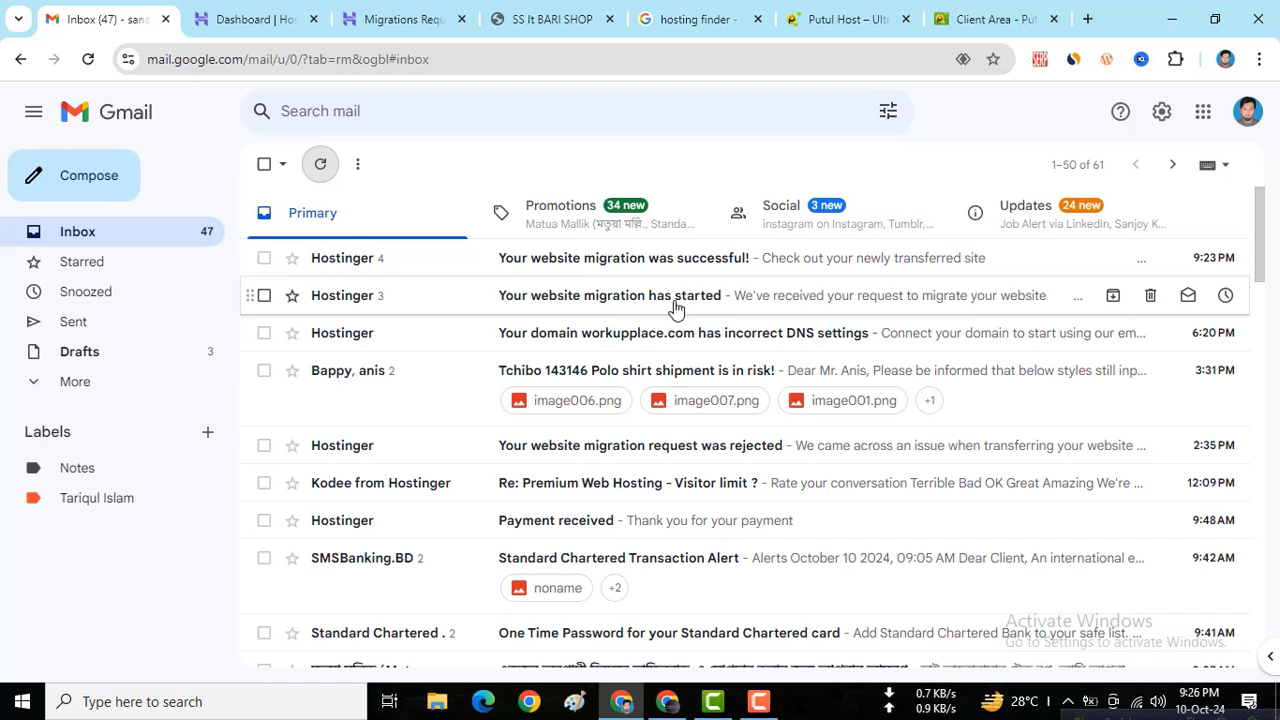 Inbox (47) - sana
Dashboard | Hos
Migrations Requ
SS It BARI SHOP
hosting finder -
Putul Host – Ultr
Client Area - Put
mail.google.com/mail/u/0/?tab=rm&ogbl#inbox
Gmail
Search mail
Compose
1–50 of 61
Primary
Promotions 34 new
Matua Mallik (মতুয়া মল্লি., Standa...
Social 3 new
instagram on Instagram, Tumblr,...
Updates 24 new
Job Alert via LinkedIn, Sanjoy K...
Inbox 47
Starred
Snoozed
Sent
Drafts 3
More
Labels
Notes
Tariqul Islam
Hostinger 4 Your website migration was successful! - Check out your newly transferred site ... 9:23 PM
Hostinger 3 Your website migration has started - We've received your request to migrate your website ...
Hostinger Your domain workupplace.com has incorrect DNS settings - Connect your domain to start using our em... 6:20 PM
Bappy, anis 2 Tchibo 143146 Polo shirt shipment is in risk! - Dear Mr. Anis, Please be informed that below styles still inp... 3:31 PM
image006.png image007.png image001.png +1
Hostinger Your website migration request was rejected - We came across an issue when transferring your website ... 2:35 PM
Kodee from Hostinger Re: Premium Web Hosting - Visitor limit ? - Rate your conversation Terrible Bad OK Great Amazing We're ... 12:09 PM
Hostinger Payment received - Thank you for your payment 9:48 AM
SMSBanking.BD 2 Standard Chartered Transaction Alert - Alerts October 10 2024, 09:05 AM Dear Client, An international e... 9:42 AM
noname +2
Standard Chartered . 2 One Time Password for your Standard Chartered card - Add Standard Chartered Bank to your safe list. ... 9:41 AM
Activate Windows
Go to Settings to activate Windows.
Type here to search
0.7 KB/s
0.9 KB/s
28°C
9:26 PM
10-Oct-24